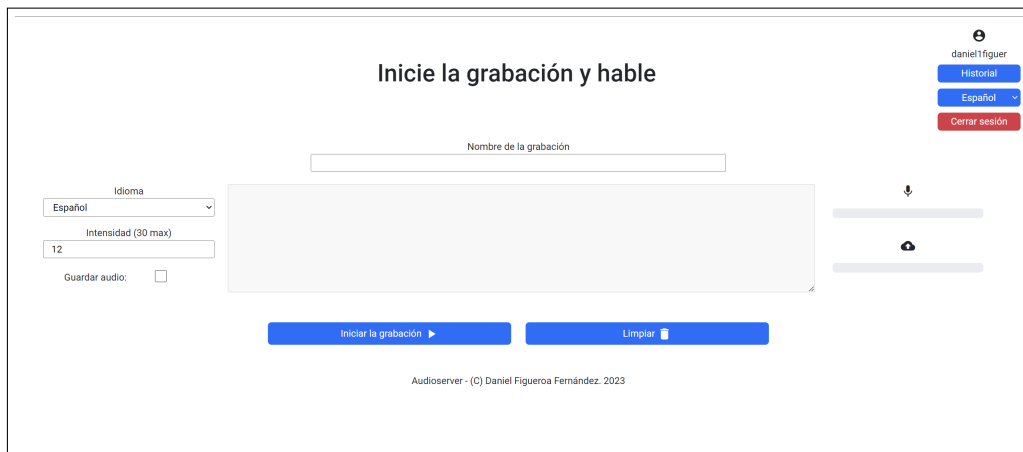 daniel1figuer
Inicie la grabación y hable
Historial
Español
Cerrar sesión
Nombre de la grabación
Idioma
Español
Intensidad (30 max)
12
Guardar audio:
Iniciar la grabación
Limpiar
Audioserver - (C) Daniel Figueroa Fernández. 2023